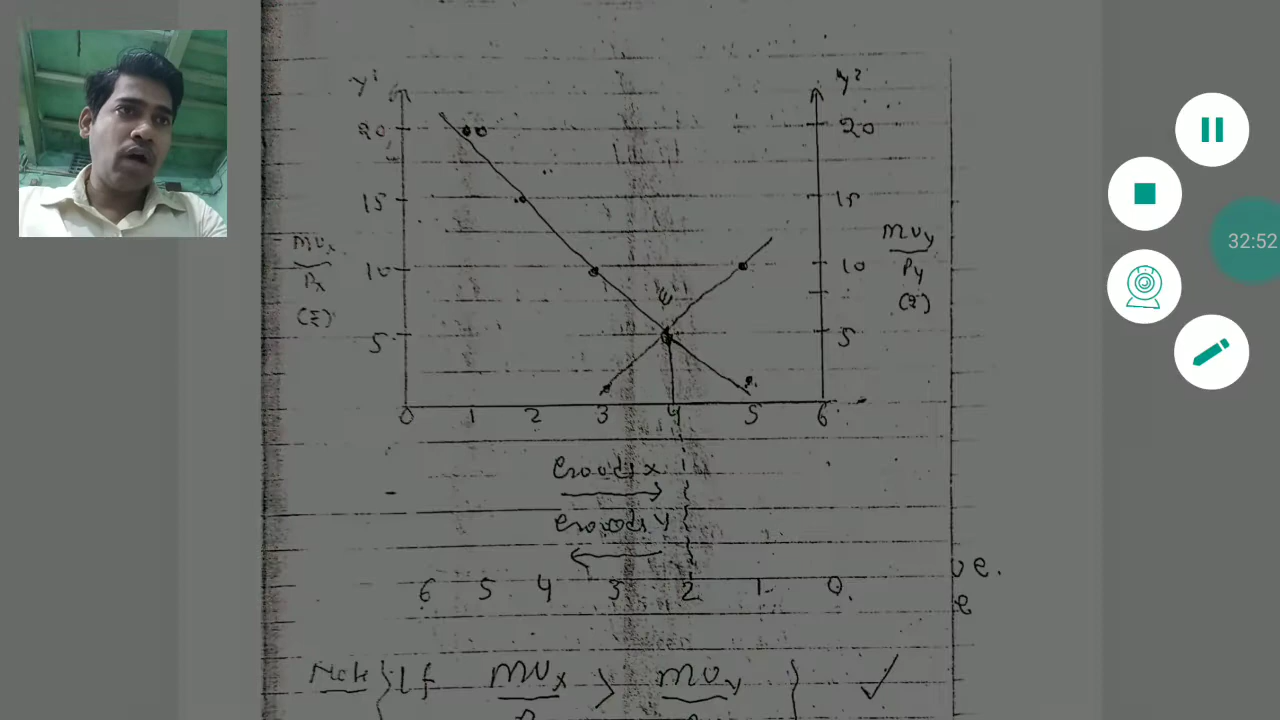 y¹ y²
20 20
15 15
MUx MUy
Px Py
10 10
(₹) (₹)
E
5 5
0 1 2 3 4 5 6
Goods x
Goods y
6 5 4 3 2 1 0
ve.
e
Note } If MUx > MUy } ✓
P P
32:52